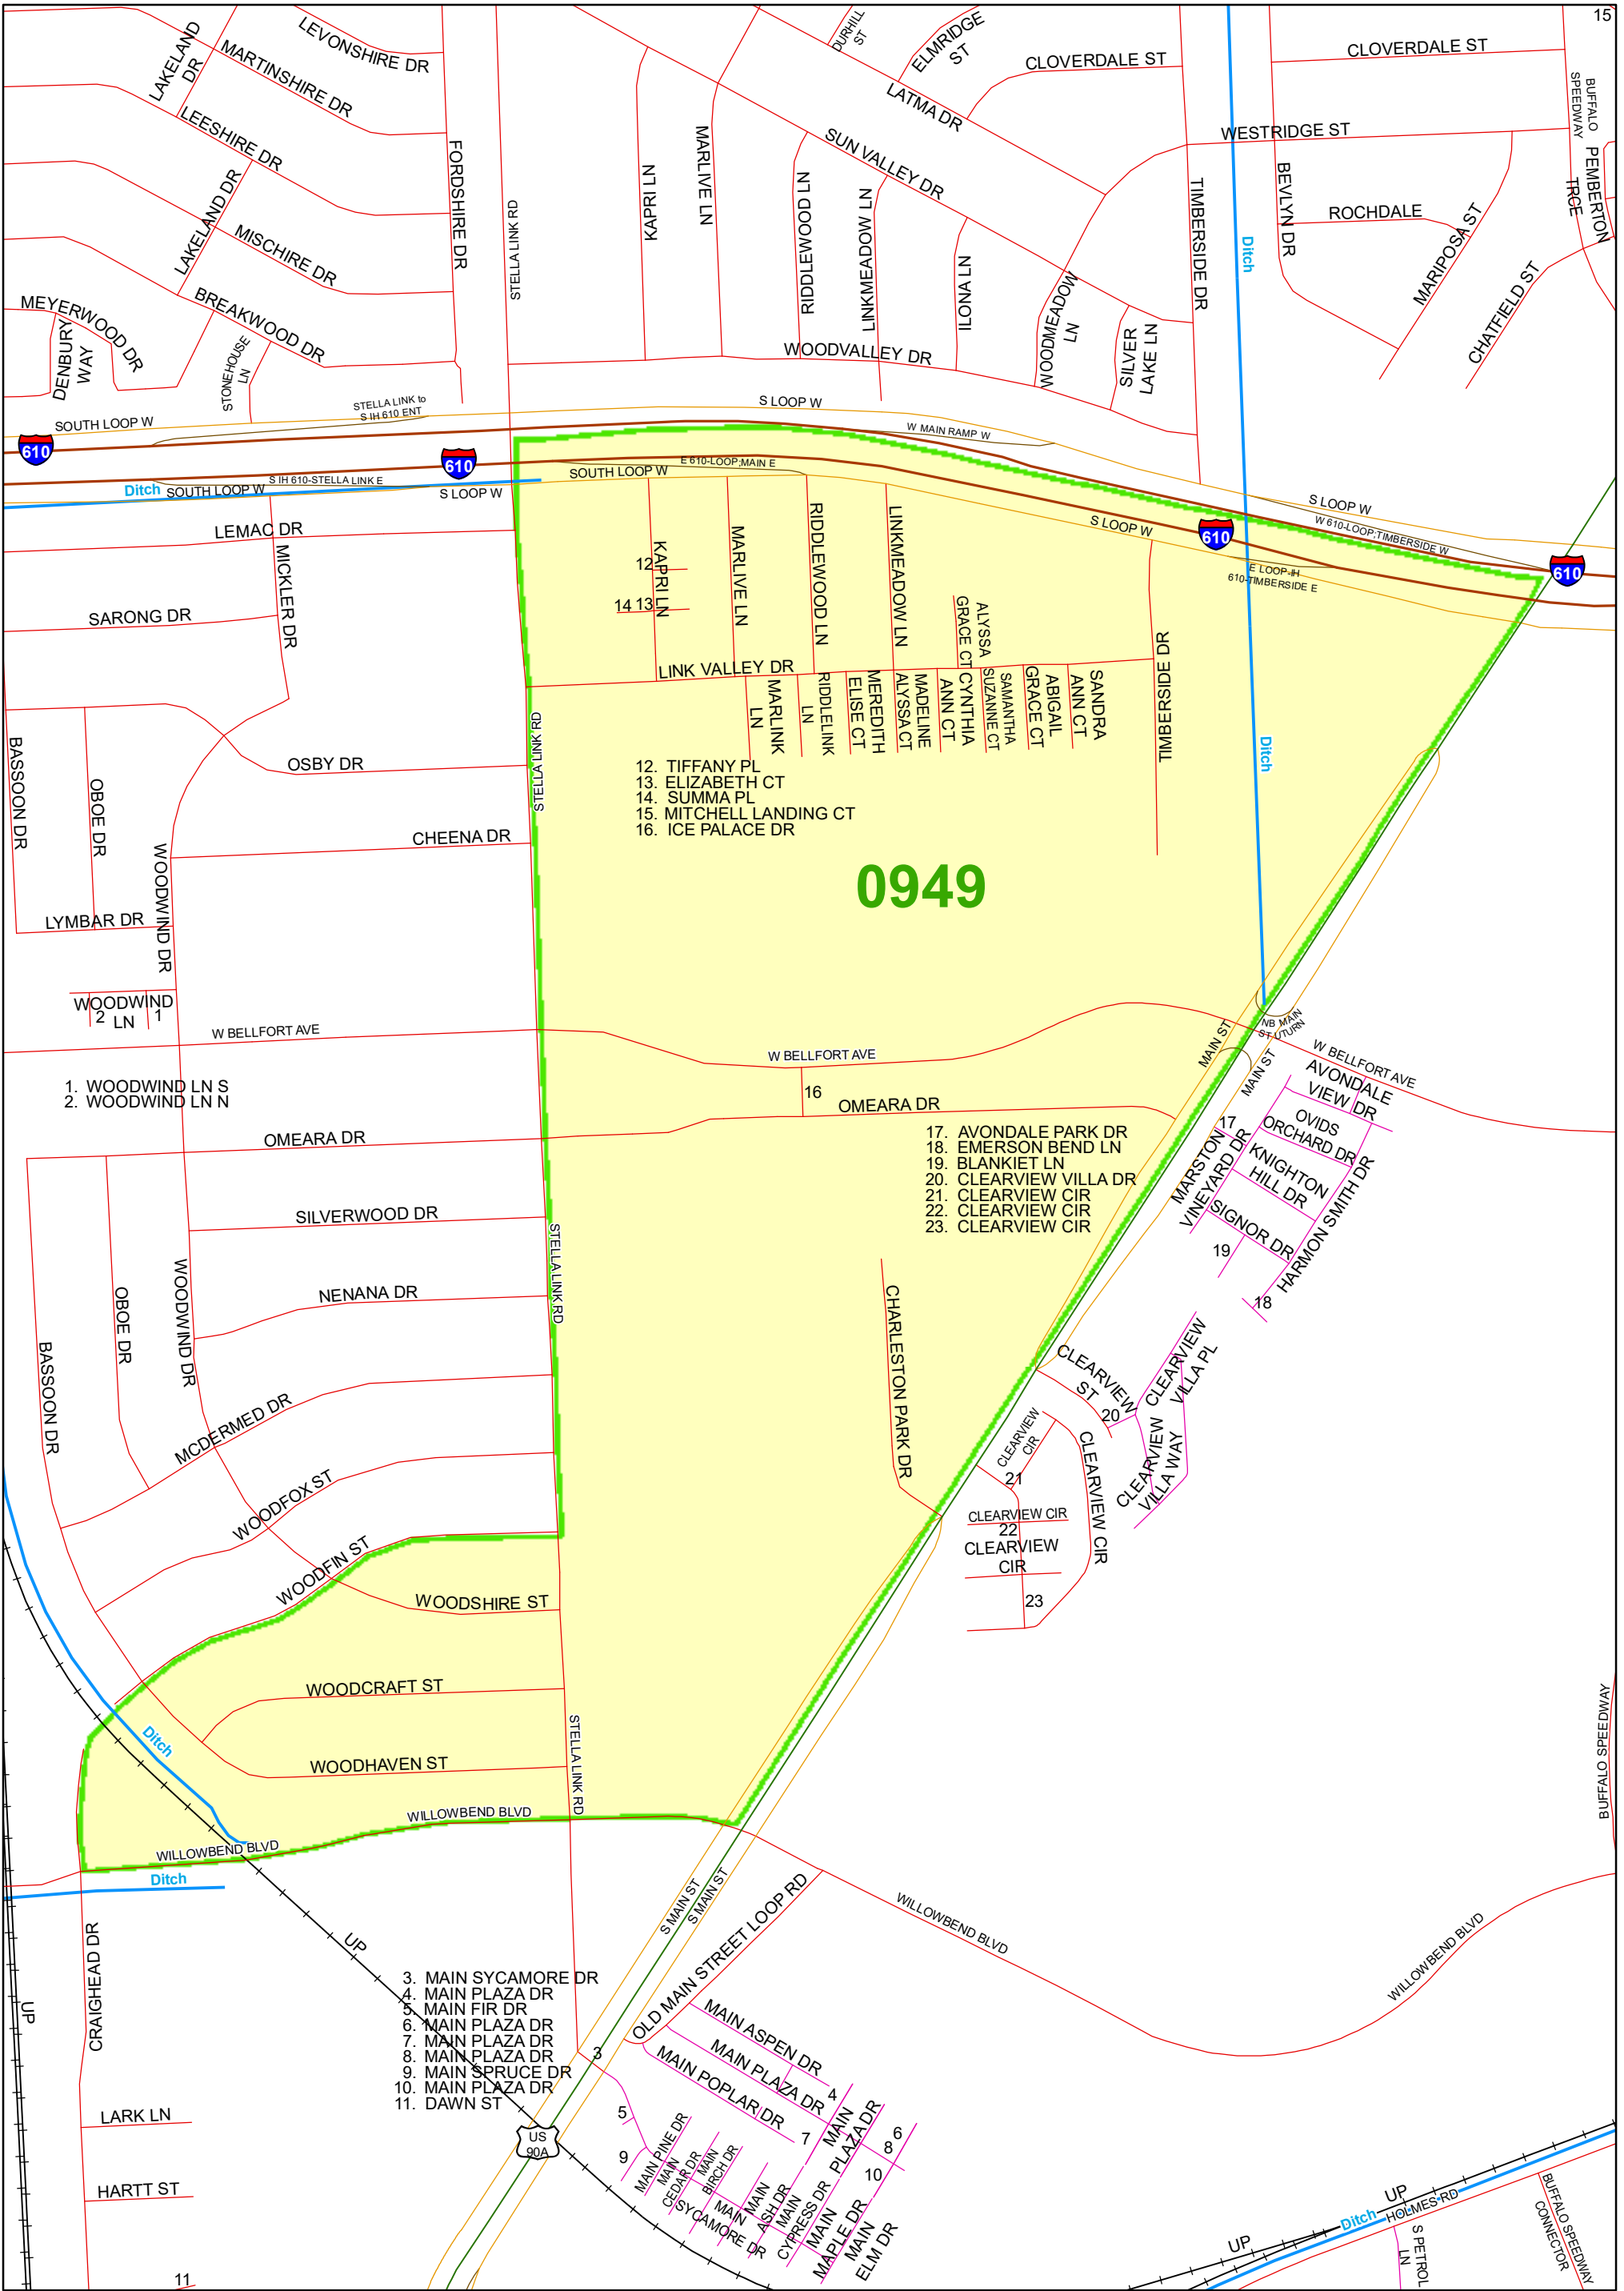 15
LEVONSHIRE DR
LAKELAND
DR
MARTINSHIRE DR
LEESHIRE DR
LAKELAND DR
MISCHIRE DR
BREAKWOOD DR
MEYERWOOD DR
DENBURY
WAY
STONEHOUSE
LN
FORDSHIRE DR
STELLA LINK RD
KAPRI LN
MARLIVE LN
RIDDLEWOOD LN
LINKMEADOW LN
ILONA LN
DURHILL
ST
ELMRIDGE
ST
CLOVERDALE ST
CLOVERDALE ST
LATMA DR
SUN VALLEY DR
WESTRIDGE ST
BUFFALO
SPEEDWAY
PEMBERTON
TRCE
TIMBERSIDE DR
BEVLYN DR
ROCHDALE
MARIPOSA ST
CHATFIELD ST
Ditch
WOODMEADOW
LN
SILVER
LAKE LN
WOODVALLEY DR
STELLA LINK to
S IH 610 ENT
S LOOP W
SOUTH LOOP W
W MAIN RAMP W
610
610
E 610-LOOP;MAIN E
SOUTH LOOP W
S IH 610-STELLA LINK E
Ditch
SOUTH LOOP W
S LOOP W
S LOOP W
W 610-LOOP;TIMBERSIDE W
S LOOP W
610
610
E LOOP-IH
610-TIMBERSIDE E
LEMAC DR
MICKLER DR
SARONG DR
KAPRI LN
12
14 13
MARLIVE LN
RIDDLEWOOD LN
LINKMEADOW LN
ALYSSA
GRACE CT
TIMBERSIDE DR
LINK VALLEY DR
MARLINK
LN
RIDDLELINK
LN
MEREDITH
ELISE CT
MADELINE
ALYSSA CT
CYNTHIA
ANN CT
SAMANTHA
SUZANNE CT
ABIGAIL
GRACE CT
SANDRA
ANN CT
Ditch
STELLA LINK RD
BASSOON DR
OBOE DR
OSBY DR
CHEENA DR
WOODWIND DR
LYMBAR DR
12. TIFFANY PL
13. ELIZABETH CT
14. SUMMA PL
15. MITCHELL LANDING CT
16. ICE PALACE DR
0949
WOODWIND
LN
2
1
W BELLFORT AVE
W BELLFORT AVE
NB MAIN
ST UTURN
MAIN ST
MAIN ST
W BELLFORT AVE
1. WOODWIND LN S
2. WOODWIND LN N
16
OMEARA DR
OMEARA DR
AVONDALE
VIEW DR
OVIDS
ORCHARD DR
17
MARSTON
VINEYARD DR
KNIGHTON
HILL DR
SIGNOR DR
HARMON SMITH DR
19
18
17. AVONDALE PARK DR
18. EMERSON BEND LN
19. BLANKIET LN
20. CLEARVIEW VILLA DR
21. CLEARVIEW CIR
22. CLEARVIEW CIR
23. CLEARVIEW CIR
SILVERWOOD DR
STELLA LINK RD
NENANA DR
WOODWIND DR
OBOE DR
BASSOON DR
MCDERMED DR
WOODFOX ST
WOODFIN ST
CHARLESTON PARK DR
CLEARVIEW
ST
CLEARVIEW
VILLA PL
20
CLEARVIEW
VILLA WAY
CLEARVIEW
CIR
21
CLEARVIEW CIR
CLEARVIEW CIR
22
CLEARVIEW
CIR
23
WOODSHIRE ST
WOODCRAFT ST
WOODHAVEN ST
STELLA LINK RD
Ditch
WILLOWBEND BLVD
WILLOWBEND BLVD
Ditch
BUFFALO SPEEDWAY
S MAIN ST
S MAIN ST
OLD MAIN STREET LOOP RD
WILLOWBEND BLVD
WILLOWBEND BLVD
CRAIGHEAD DR
UP
UP
3. MAIN SYCAMORE DR
4. MAIN PLAZA DR
5. MAIN FIR DR
6. MAIN PLAZA DR
7. MAIN PLAZA DR
8. MAIN PLAZA DR
9. MAIN SPRUCE DR
10. MAIN PLAZA DR
11. DAWN ST
3
MAIN ASPEN DR
MAIN PLAZA DR
MAIN POPLAR DR
4
5
7
MAIN
PLAZA DR
6
8
9
10
US
90A
MAIN PINE DR
MAIN
CEDAR DR
MAIN
BIRCH DR
MAIN
SYCAMORE DR
MAIN
ASH DR
MAIN
CYPRESS DR
MAIN
MAPLE DR
MAIN
ELM DR
LARK LN
HARTT ST
11
UP
UP
Ditch
HOLMES RD
S PETROL
LN
BUFFALO SPEEDWAY
CONNECTOR